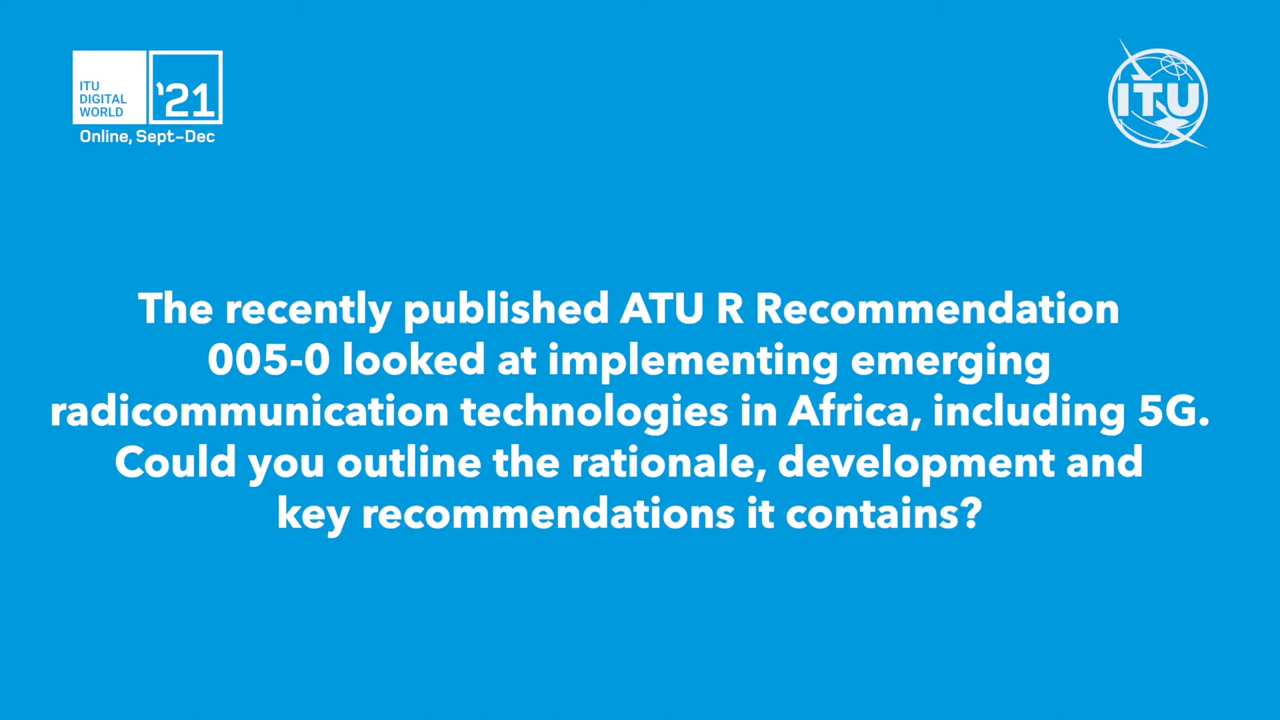 ITU
DIGITAL
WORLD
'21
Online, Sept–Dec
ITU
The recently published ATU R Recommendation
005-0 looked at implementing emerging
radicommunication technologies in Africa, including 5G.
Could you outline the rationale, development and
key recommendations it contains?